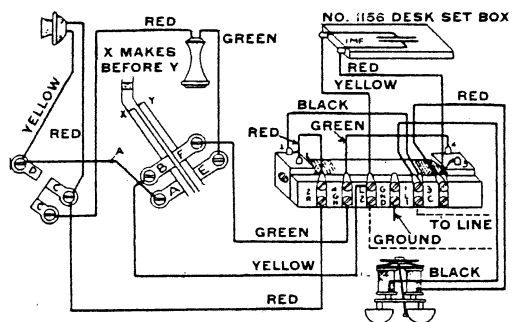 NO. 1156 DESK SET BOX
RED
GREEN
X MAKES
BEFORE Y
1MF
RED
YELLOW
RED
YELLOW
RED
X
Y
BLACK
GREEN
RED
A
D
B
F
A
E
C
C
TO LINE
GROUND
GREEN
YELLOW
BLACK
RED